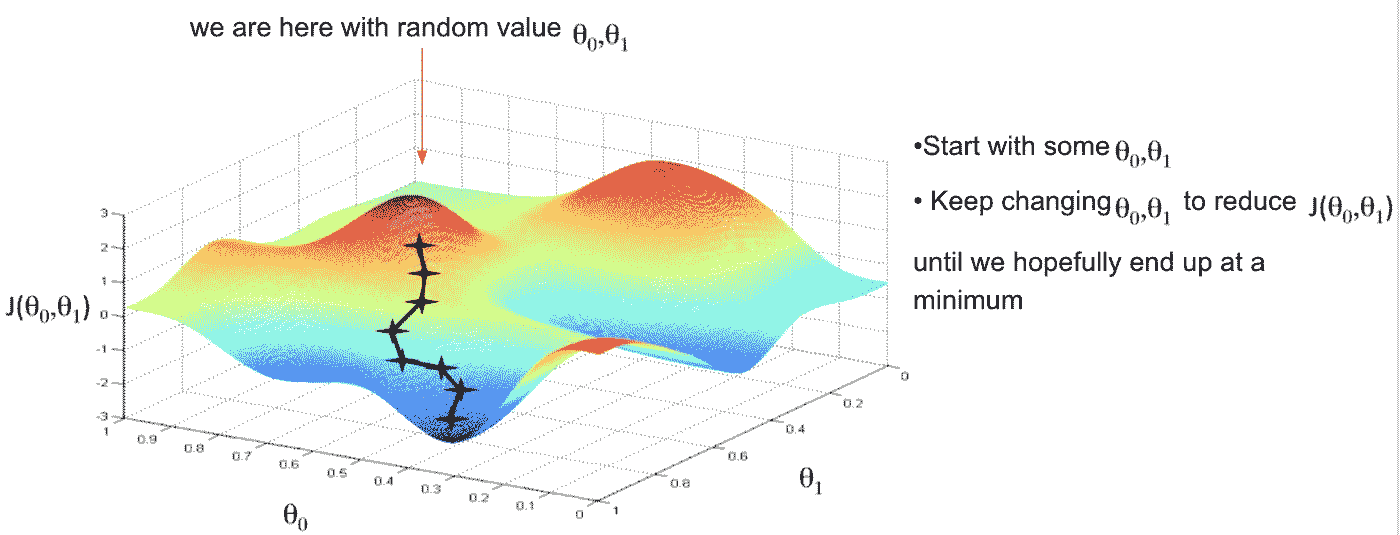 we are here with random value θ₀,θ₁
•Start with some θ₀,θ₁
• Keep changing θ₀,θ₁ to reduce J(θ₀,θ₁)
until we hopefully end up at a
minimum
3
2
1
J(θ₀,θ₁) 0
-1
-2
-3
1
0.9
0.8
0.7
0.6
0.5
0.4
0.3
0.2
0.1
0
θ₀
0
0.2
0.4
0.6
0.8
1
θ₁